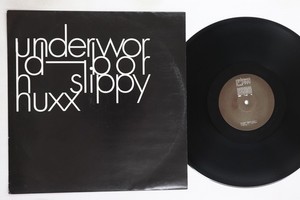 underwor
ld bor
n slippy
nuxx